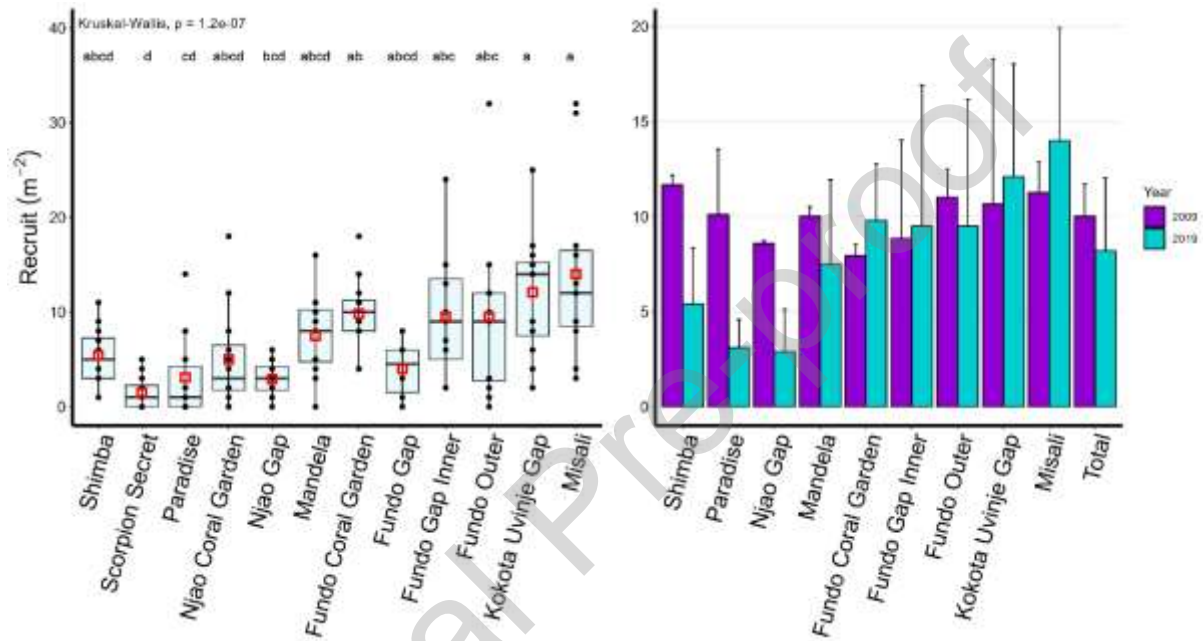 Kruskal-Wallis, p = 1.2e-07
abcd d cd abcd bcd abcd ab abcd abc abc a a
Recruit (m⁻²)
40
30
20
10
0
Shimba
Scorpion Secret
Paradise
Njao Coral Garden
Njao Gap
Mandela
Fundo Coral Garden
Fundo Gap
Fundo Gap Inner
Fundo Outer
Kokota Uvinje Gap
Misali
20
15
10
5
0
Shimba
Paradise
Njao Gap
Mandela
Fundo Coral Garden
Fundo Gap Inner
Fundo Outer
Kokota Uvinje Gap
Misali
Total
Year
2009
2019
al Pre-proof